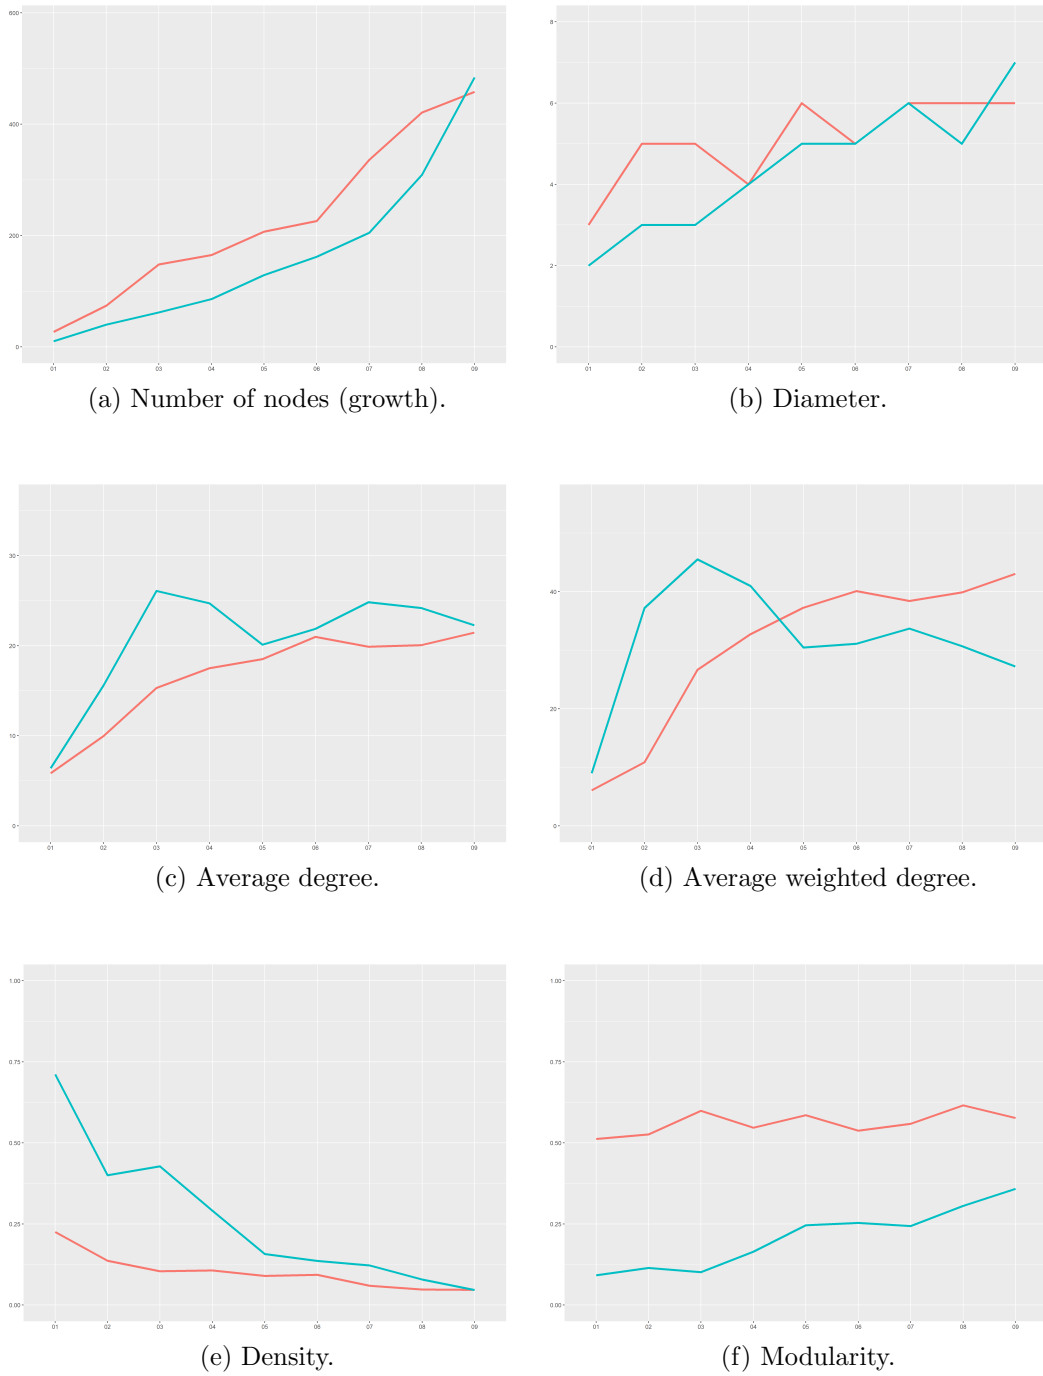 600
400
200
0
01 02 03 04 05 06 07 08 09
(a) Number of nodes (growth).
8
6
4
2
0
01 02 03 04 05 06 07 08 09
(b) Diameter.
30
20
10
0
01 02 03 04 05 06 07 08 09
(c) Average degree.
40
20
0
01 02 03 04 05 06 07 08 09
(d) Average weighted degree.
1.00
0.75
0.50
0.25
0.00
01 02 03 04 05 06 07 08 09
(e) Density.
1.00
0.75
0.50
0.25
0.00
01 02 03 04 05 06 07 08 09
(f) Modularity.